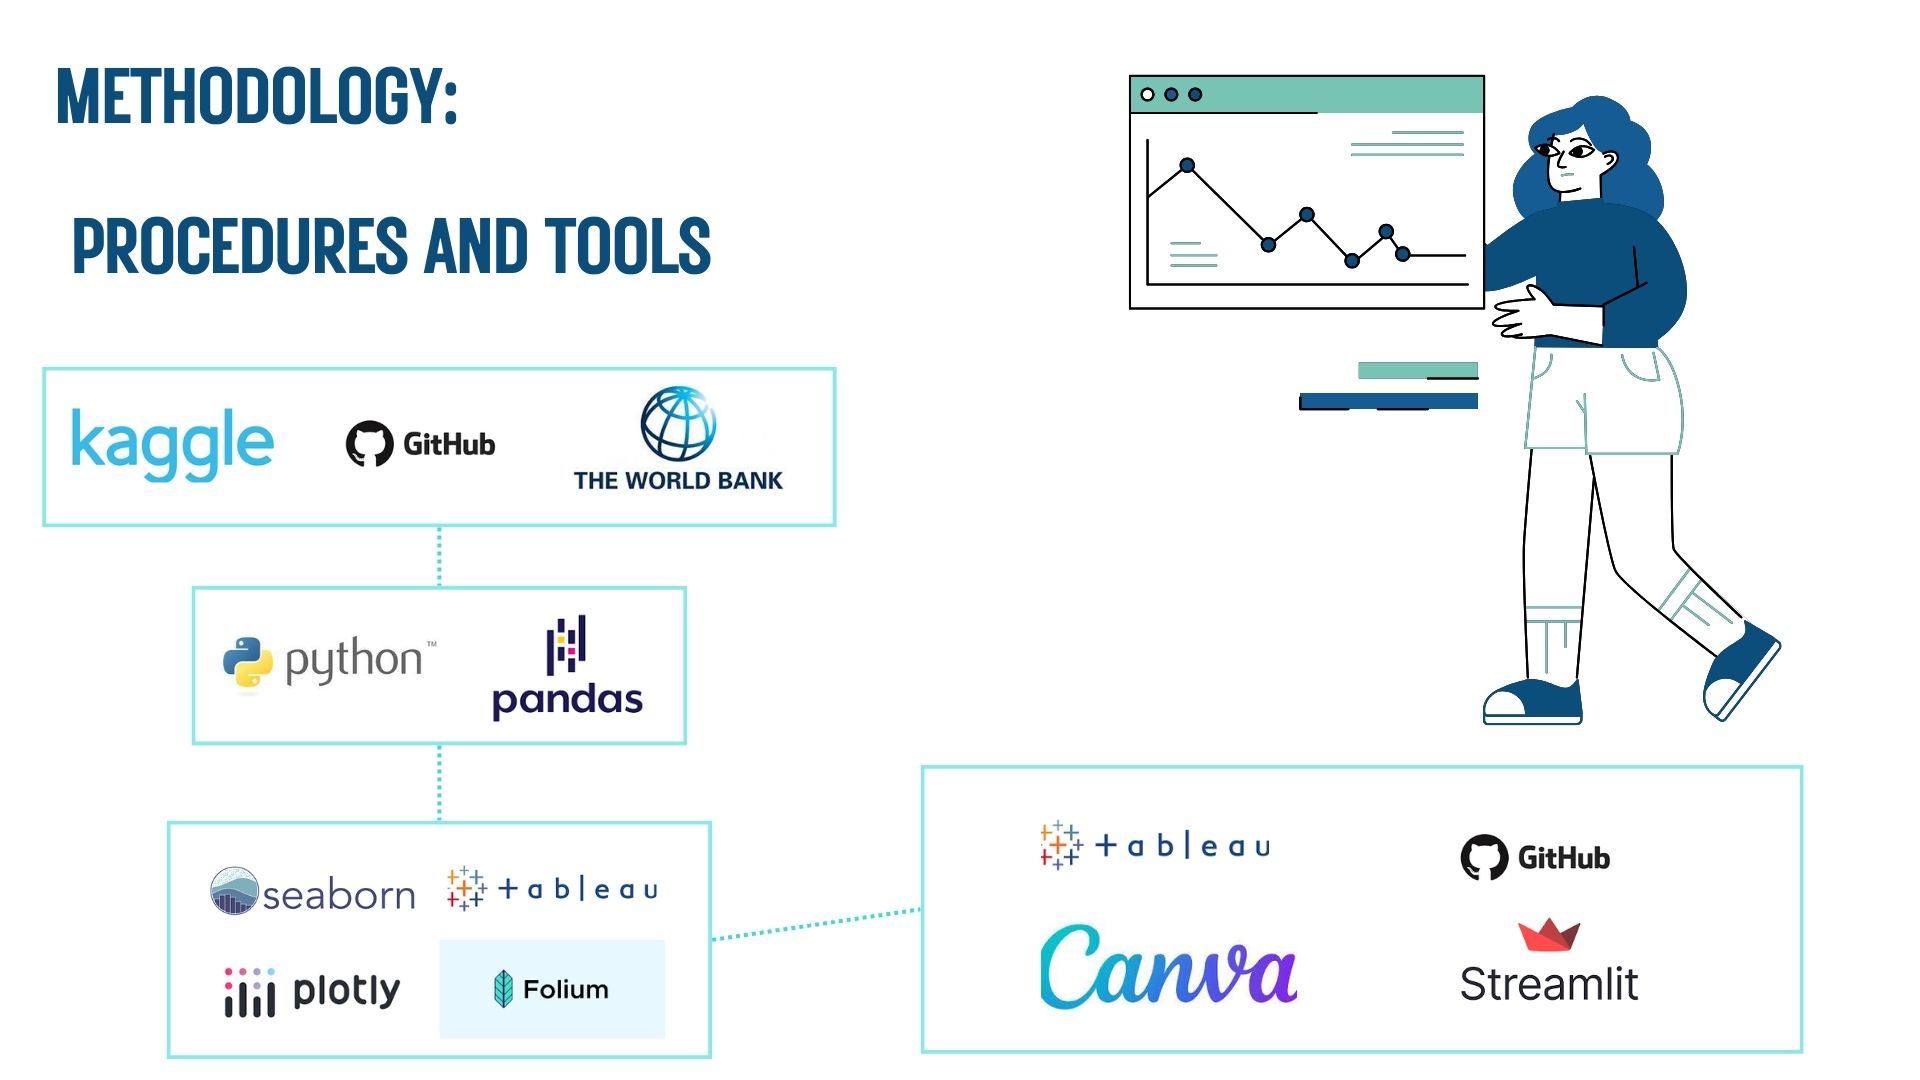 METHODOLOGY:
PROCEDURES AND TOOLS
kaggle
GitHub
THE WORLD BANK
python™
pandas
seaborn
+ableau
plotly
Folium
+ableau
GitHub
Canva
Streamlit